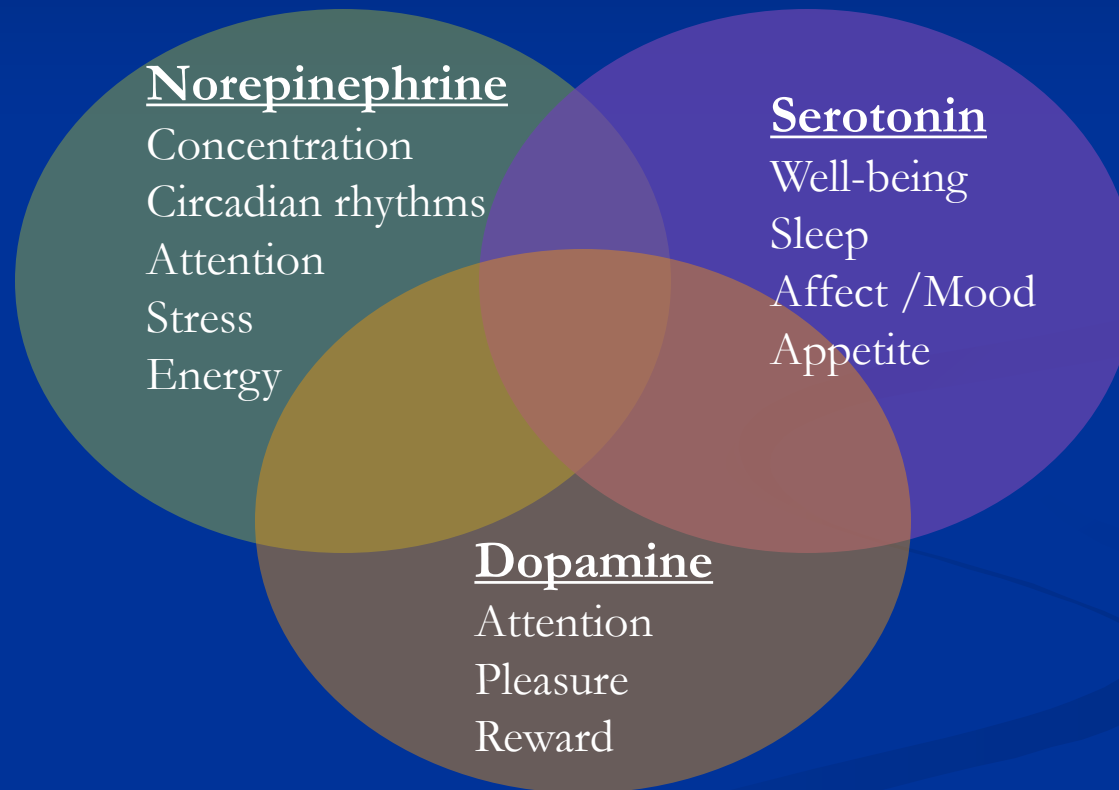 Norepinephrine
Concentration
Circadian rhythms
Attention
Stress
Energy
Serotonin
Well-being
Sleep
Affect /Mood
Appetite
Dopamine
Attention
Pleasure
Reward